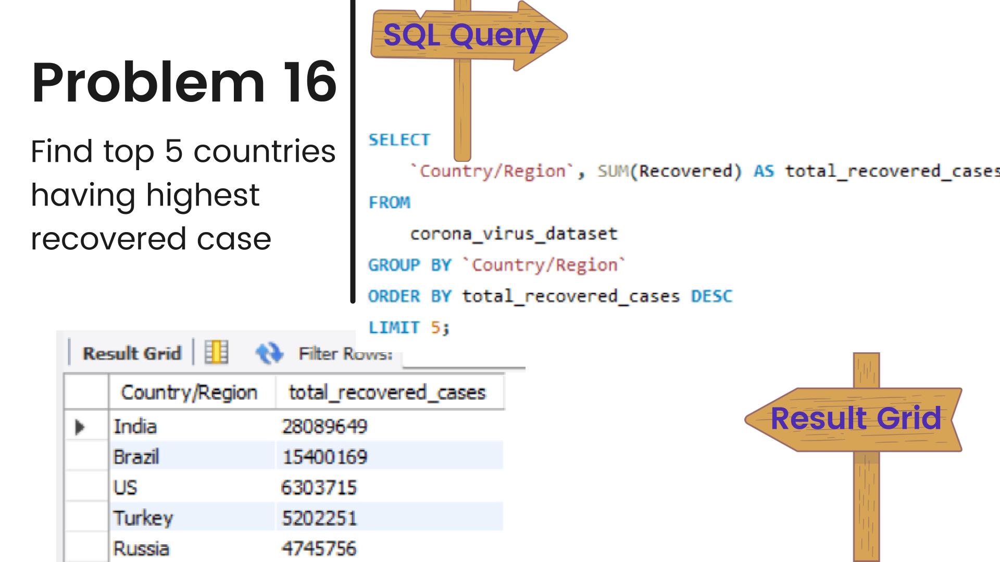 Problem 16
Find top 5 countries
having highest
recovered case
SQL Query
SELECT
`Country/Region`, SUM(Recovered) AS total_recovered_cases
FROM
corona_virus_dataset
GROUP BY `Country/Region`
ORDER BY total_recovered_cases DESC
LIMIT 5;
Result Grid
Filter Rows:
Country/Region total_recovered_cases
India 28089649
Brazil 15400169
US 6303715
Turkey 5202251
Russia 4745756
Result Grid